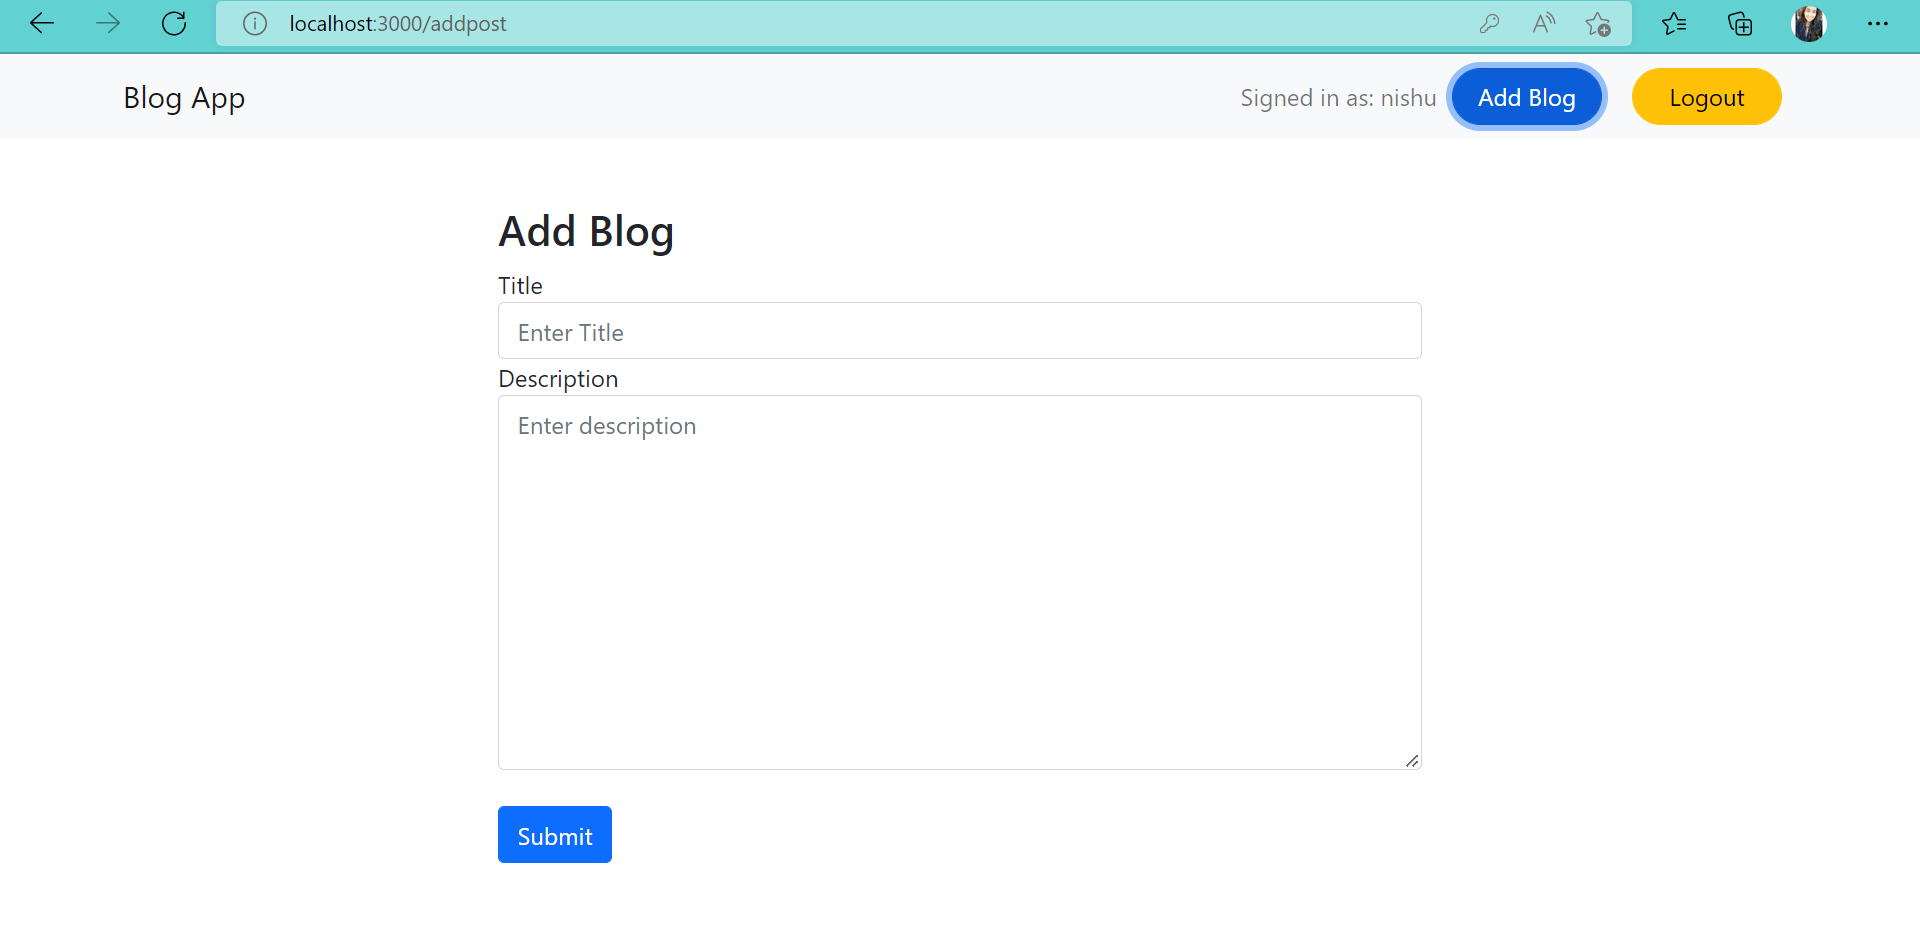 localhost:3000/addpost
Blog App
Signed in as: nishu
Add Blog
Logout
Add Blog
Title
Enter Title
Description
Enter description
Submit